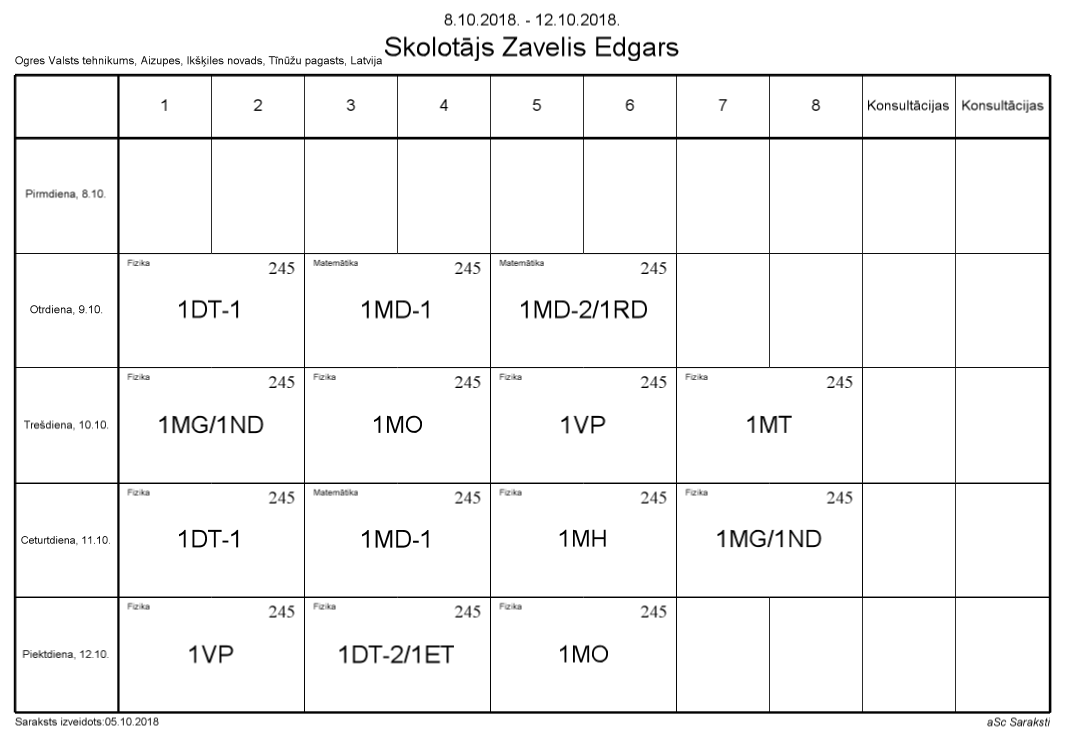 8.10.2018. - 12.10.2018.
Skolotājs Zavelis Edgars
Ogres Valsts tehnikums, Aizupes, Ikšķiles novads, Tīnūžu pagasts, Latvija
1 2 3 4 5 6 7 8 Konsultācijas Konsultācijas
Pirmdiena, 8.10.
Fizika 245 Matemātika 245 Matemātika 245
Otrdiena, 9.10. 1DT-1 1MD-1 1MD-2/1RD
Fizika 245 Fizika 245 Fizika 245 Fizika 245
Trešdiena, 10.10. 1MG/1ND 1MO 1VP 1MT
Fizika 245 Matemātika 245 Fizika 245 Fizika 245
Ceturtdiena, 11.10. 1DT-1 1MD-1 1MH 1MG/1ND
Fizika 245 Fizika 245 Fizika 245
Piektdiena, 12.10. 1VP 1DT-2/1ET 1MO
Saraksts izveidots:05.10.2018 aSc Saraksti